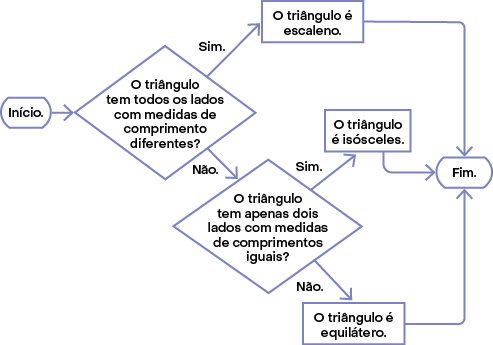 Início.
O triângulo
tem todos os lados
com medidas de
comprimento
diferentes?
Sim.
O triângulo é
escaleno.
Não.
O triângulo
tem apenas dois
lados com medidas
de comprimentos
iguais?
Sim.
O triângulo
é isósceles.
Não.
O triângulo é
equilátero.
Fim.